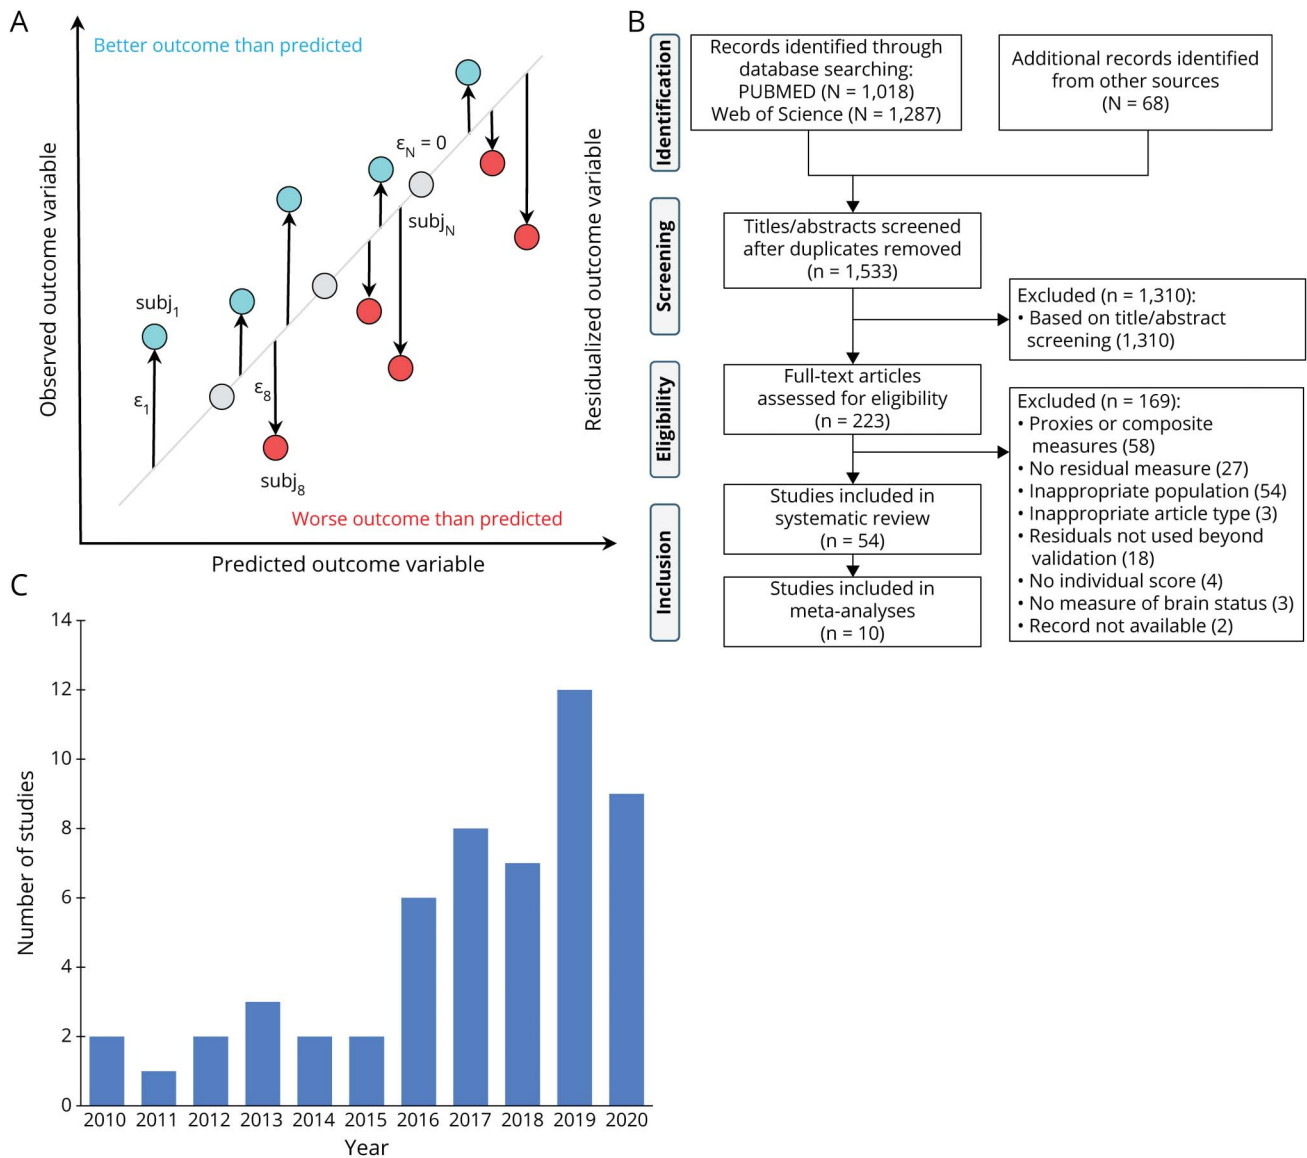 A
Better outcome than predicted
Observed outcome variable
Residualized outcome variable
εN = 0
subjN
subj1
ε1
ε8
subj8
Worse outcome than predicted
Predicted outcome variable
B
Identification
Records identified through
database searching:
PUBMED (N = 1,018)
Web of Science (N = 1,287)
Additional records identified
from other sources
(N = 68)
Screening
Titles/abstracts screened
after duplicates removed
(n = 1,533)
Excluded (n = 1,310):
• Based on title/abstract
screening (1,310)
Eligibility
Full-text articles
assessed for eligibility
(n = 223)
Excluded (n = 169):
• Proxies or composite
measures (58)
• No residual measure (27)
• Inappropriate population (54)
• Inappropriate article type (3)
• Residuals not used beyond
validation (18)
• No individual score (4)
• No measure of brain status (3)
• Record not available (2)
Inclusion
Studies included in
systematic review
(n = 54)
Studies included in
meta-analyses
(n = 10)
C
Number of studies
14
12
10
8
6
4
2
0
2010 2011 2012 2013 2014 2015 2016 2017 2018 2019 2020
Year